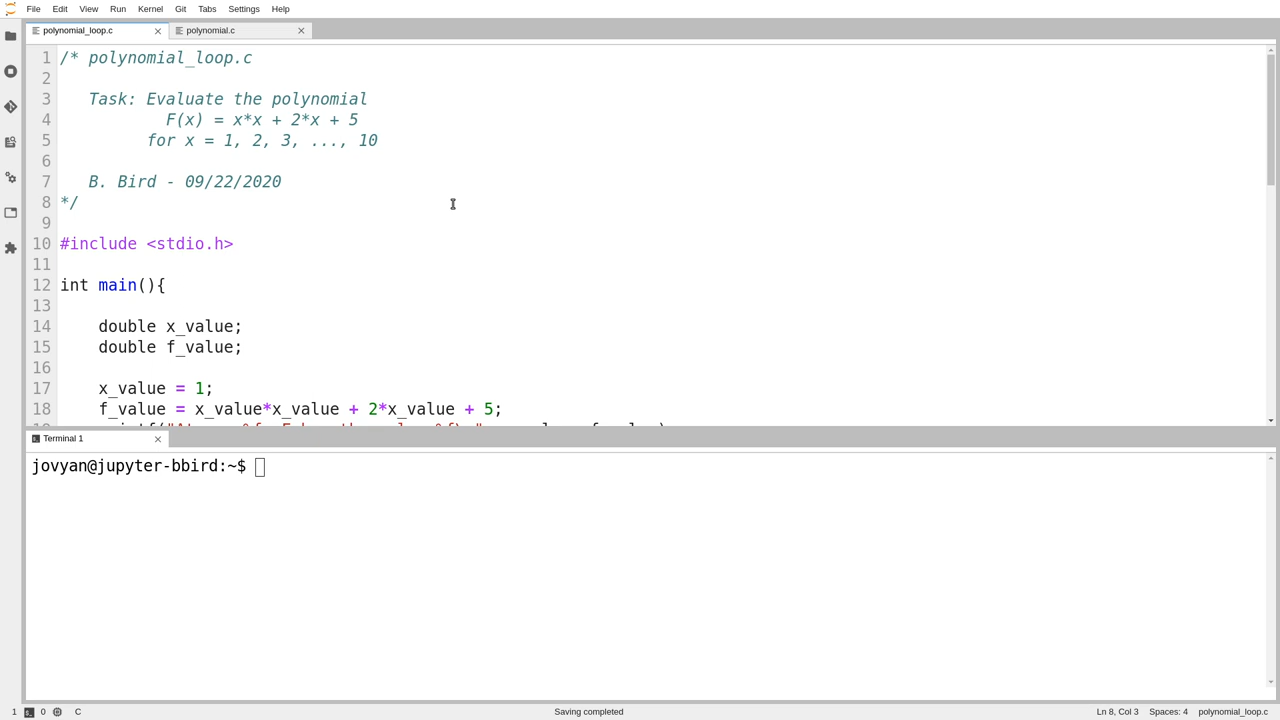 File Edit View Run Kernel Git Tabs Settings Help
polynomial_loop.c polynomial.c
1 /* polynomial_loop.c
2
3 Task: Evaluate the polynomial
4 F(x) = x*x + 2*x + 5
5 for x = 1, 2, 3, ..., 10
6
7 B. Bird - 09/22/2020
8 */
9
10 #include <stdio.h>
11
12 int main(){
13
14 double x_value;
15 double f_value;
16
17 x_value = 1;
18 f_value = x_value*x_value + 2*x_value + 5;
Terminal 1
jovyan@jupyter-bbird:~$
1 0 C Saving completed Ln 8, Col 3 Spaces: 4 polynomial_loop.c